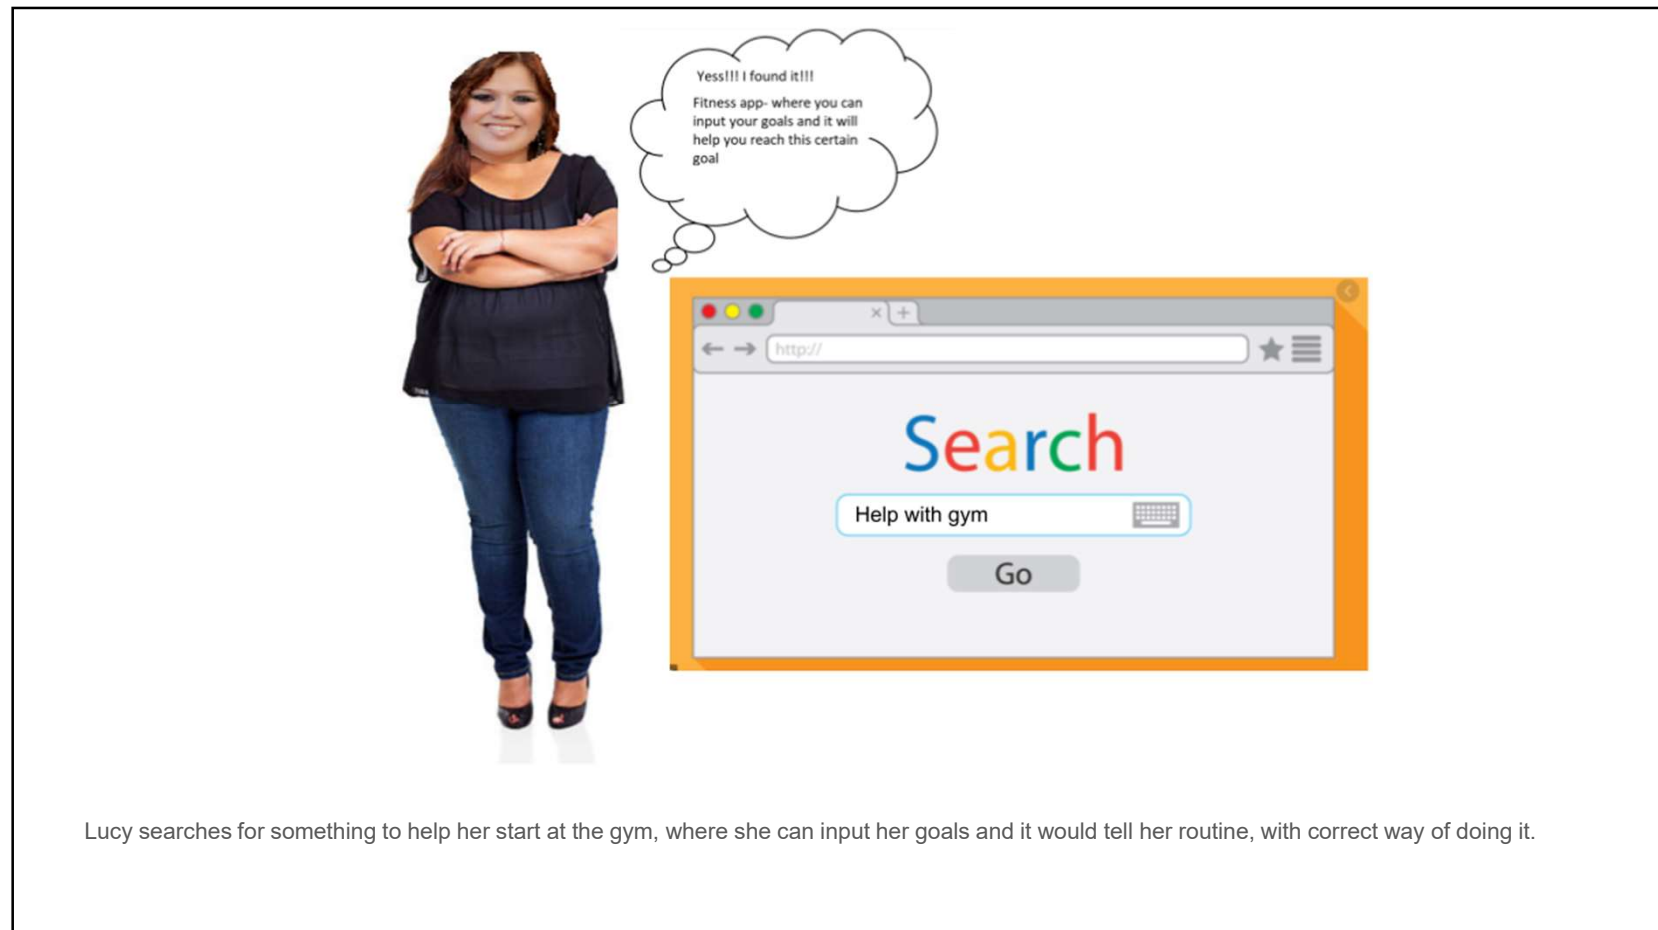 Yess!!! I found it!!!
Fitness app- where you can
input your goals and it will
help you reach this certain
goal
http://
Search
Help with gym
Go
Lucy searches for something to help her start at the gym, where she can input her goals and it would tell her routine, with correct way of doing it.